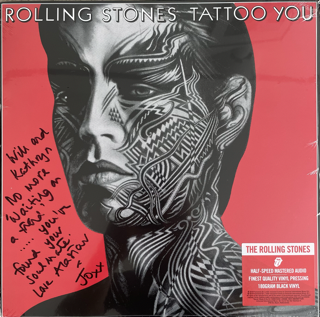 ROLLING STONES TATTOO YOU
Will and
Kathryn
No more
'Waiting on
a friend'
..... you've
found your
soulmate.
Love Marian
& Joxx
THE ROLLING STONES
HALF-SPEED MASTERED AUDIO
FINEST QUALITY VINYL PRESSING
180GRAM BLACK VINYL